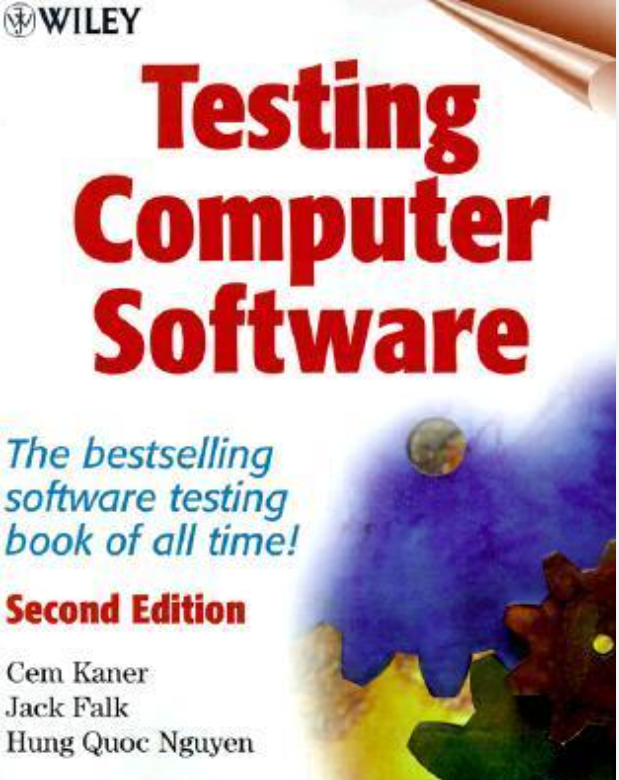 WILEY
Testing
Computer
Software
The bestselling
software testing
book of all time!
Second Edition
Cem Kaner
Jack Falk
Hung Quoc Nguyen